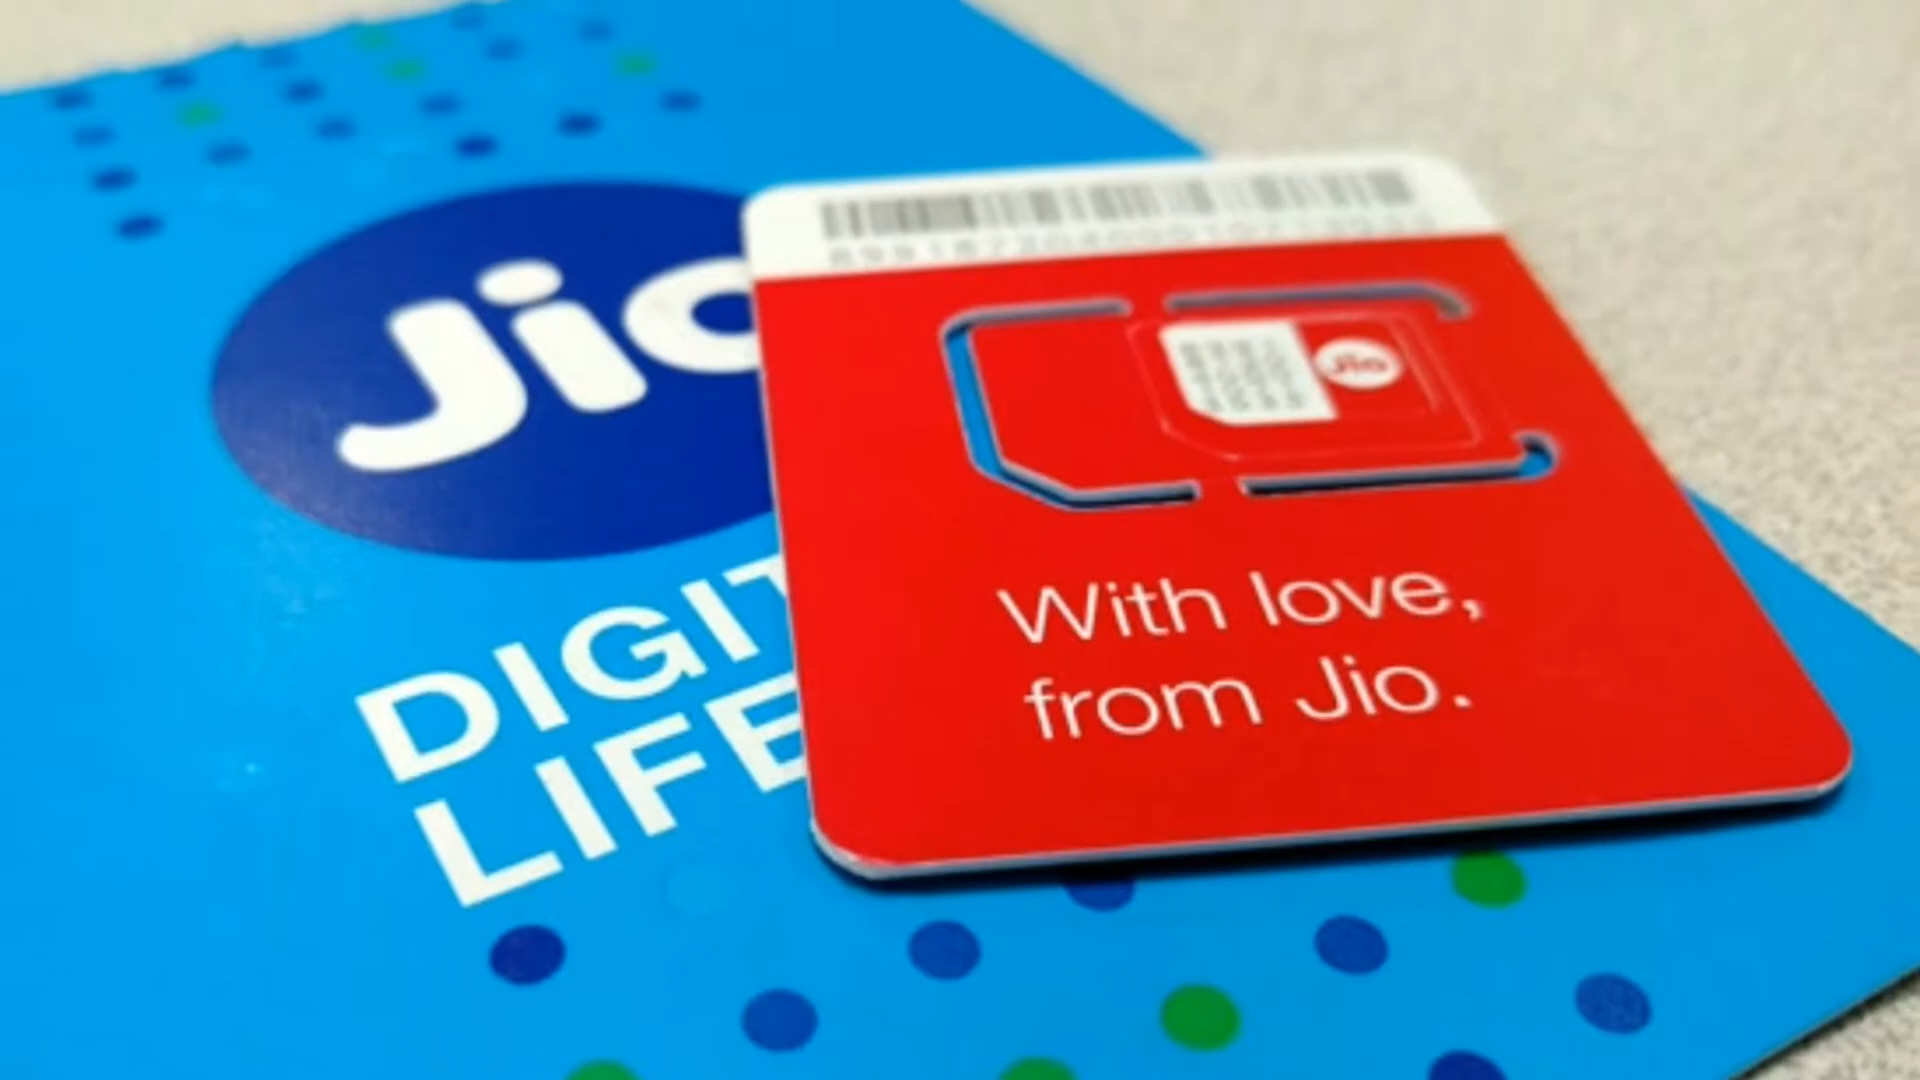 Jio
DIGIT
LIFE
Jio
With love,
from Jio.